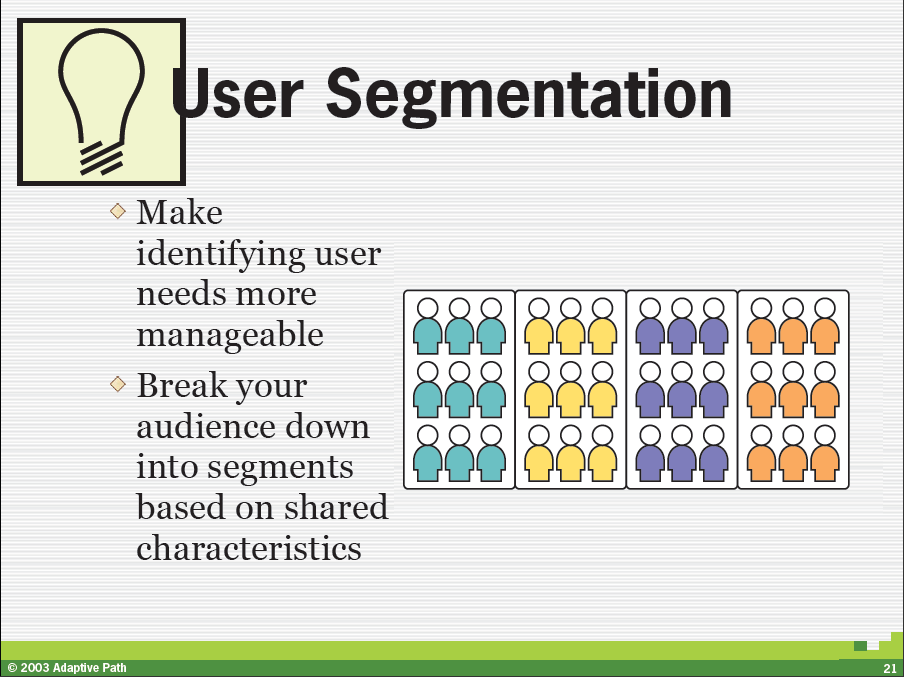 User Segmentation
Make
identifying user
needs more
manageable
Break your
audience down
into segments
based on shared
characteristics
© 2003 Adaptive Path
21